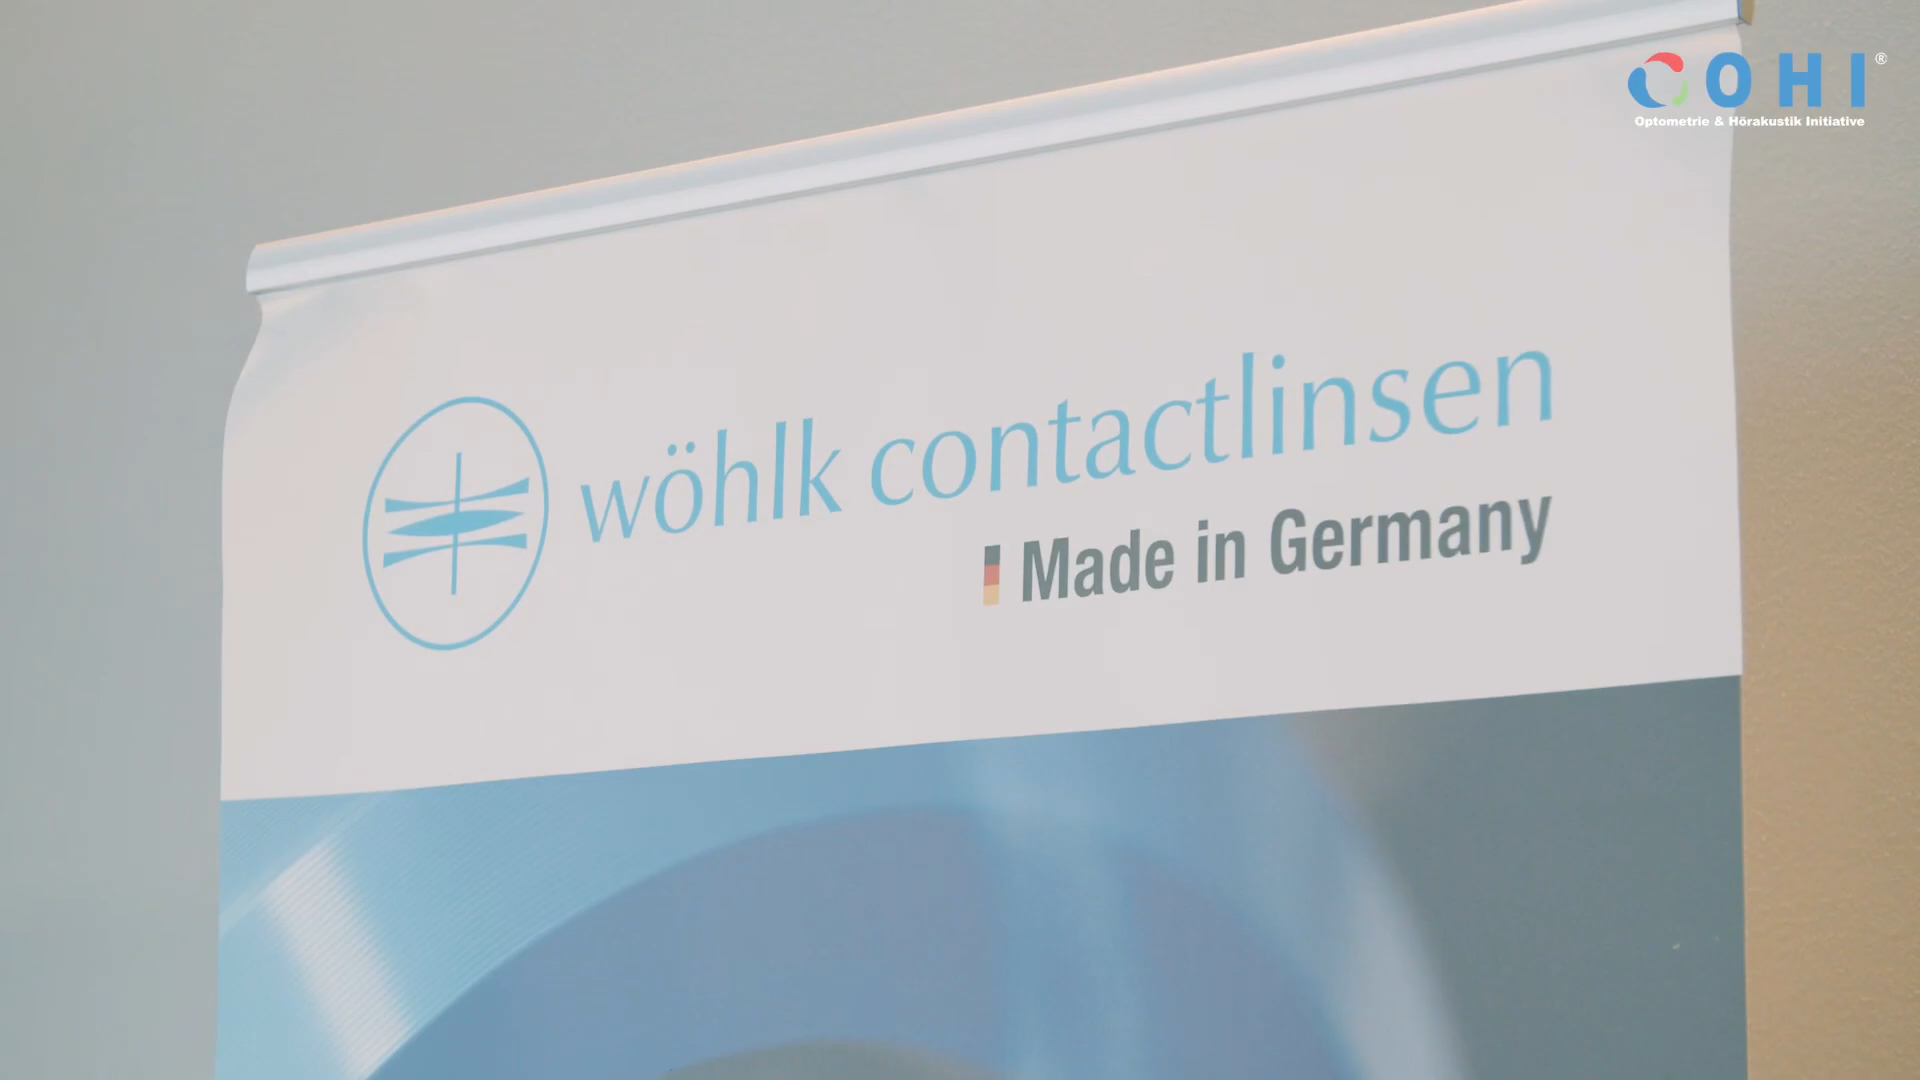 OHI®
Optometrie & Hörakustik Initiative
wöhlk contactlinsen
Made in Germany